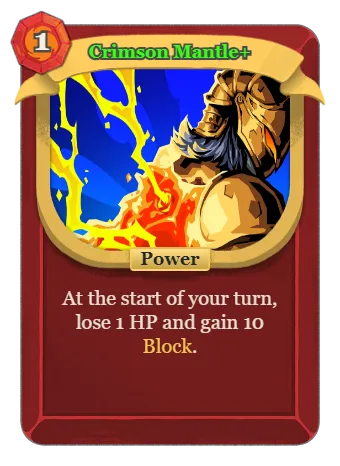 1
Crimson Mantle+
Power
At the start of your turn,
lose 1 HP and gain 10
Block.